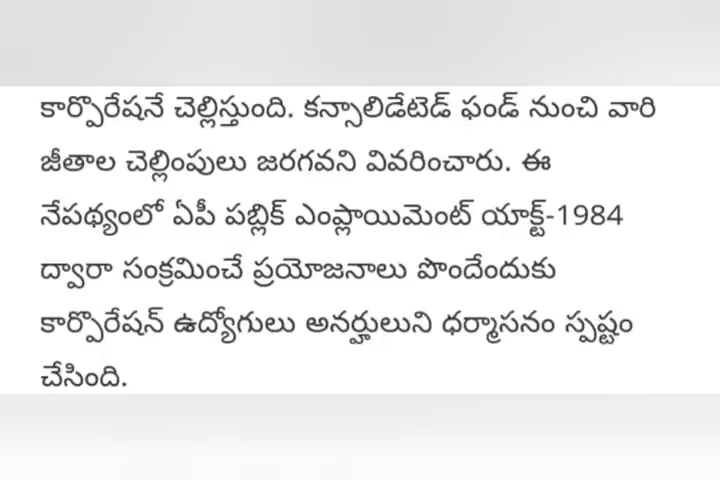 కార్పొరేషనే చెల్లిస్తుంది. కన్సాలిడేటెడ్ ఫండ్ నుంచి వారి
జీతాల చెల్లింపులు జరగవని వివరించారు. ఈ
నేపథ్యంలో ఏపీ పబ్లిక్ ఎంప్లాయిమెంట్ యాక్ట్-1984
ద్వారా సంక్రమించే ప్రయోజనాలు పొందేందుకు
కార్పొరేషన్ ఉద్యోగులు అనర్హులుని ధర్మాసనం స్పష్టం
చేసింది.